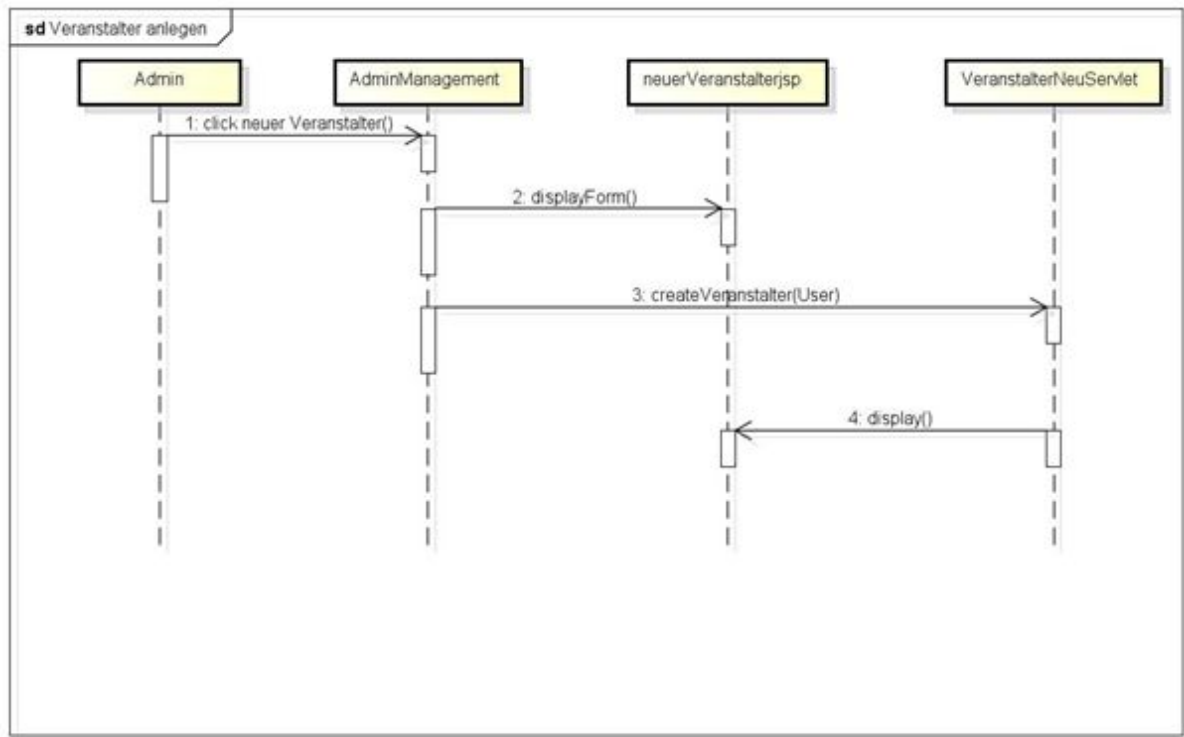 sd Veranstalter anlegen
Admin
AdminManagement
neuerVeranstalterjsp
VeranstalterNeuServlet
1: click neuer Veranstalter()
2: displayForm()
3: createVeranstalter(User)
4: display()